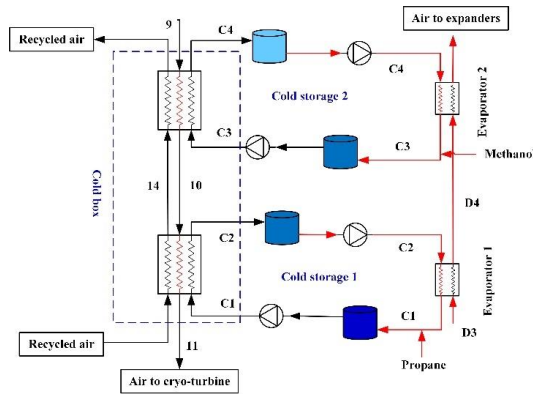 Air to expanders
9
C4
Recycled air
C4
Evaporator 2
Cold storage 2
C3
C3
Methanol
Cold box
14
10
D4
C2
C2
Cold storage 1
Evaporator 1
C1
C1
D3
Recycled air
11
Propane
Air to cryo-turbine